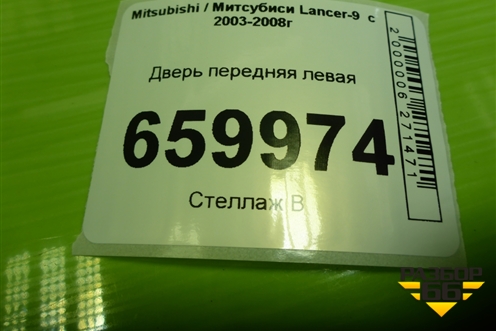 Mitsubishi / Митсубиси Lancer-9 с
2003-2008г
Дверь передняя левая
659974
Стеллаж В
2000006271471
РАЗБОР
66